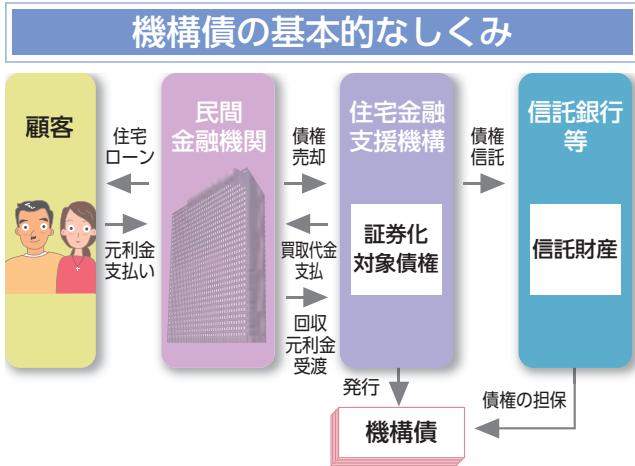 機構債の基本的なしくみ
顧客
住宅
ローン
元利金
支払い
民間
金融機関
債権
売却
買取代金
支払
回収
元利金
受渡
住宅金融
支援機構
証券化
対象債権
債権
信託
信託銀行
等
信託財産
発行
機構債
債権の担保